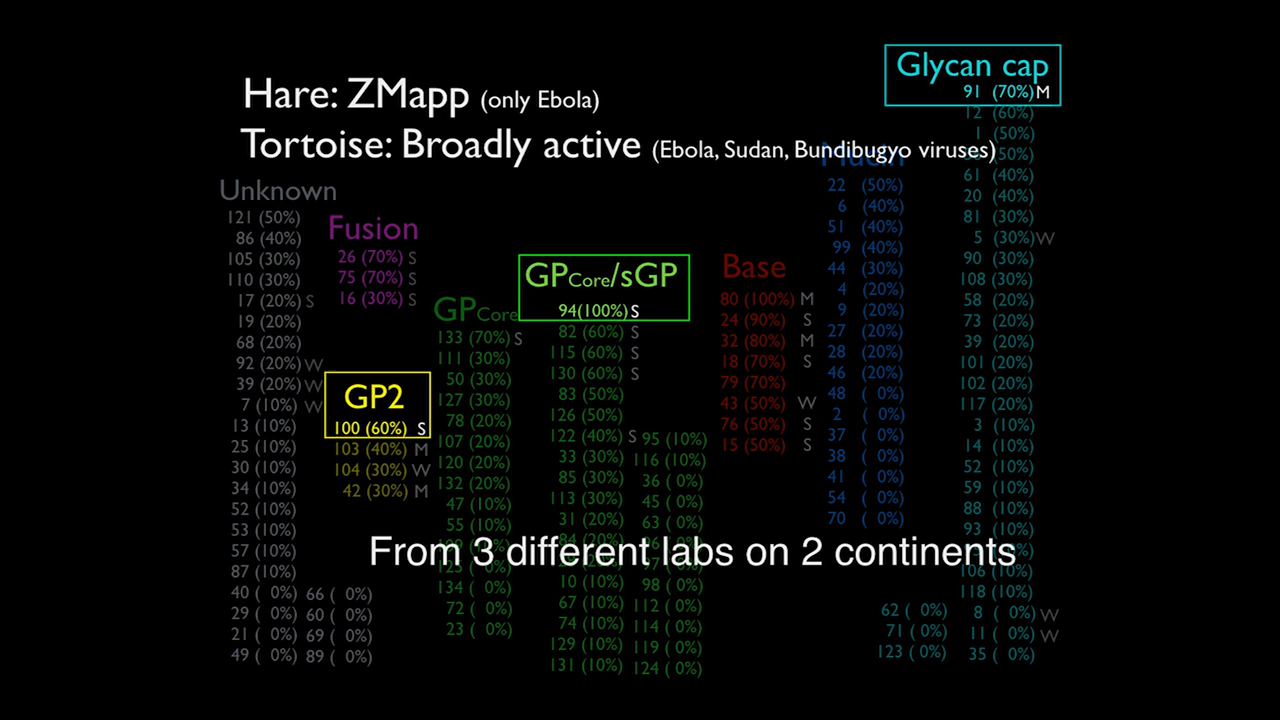 Hare: ZMapp (only Ebola)
Tortoise: Broadly active (Ebola, Sudan, Bundibugyo viruses)
Unknown
121 (50%)
86 (40%)
105 (30%)
110 (30%)
17 (20%) S
19 (20%)
68 (20%)
92 (20%) W
39 (20%) W
7 (10%) W
13 (10%)
25 (10%)
30 (10%)
34 (10%)
52 (10%)
53 (10%)
57 (10%)
87 (10%)
40 ( 0%) 66 ( 0%)
29 ( 0%) 60 ( 0%)
21 ( 0%) 69 ( 0%)
49 ( 0%) 89 ( 0%)
Fusion
26 (70%) S
75 (70%) S
16 (30%) S
GP2
100 (60%) S
103 (40%) M
104 (30%) W
42 (30%) M
GPCore
133 (70%) S
111 (30%)
50 (30%)
127 (30%)
78 (20%)
107 (20%)
120 (20%)
132 (20%)
47 (10%)
55 (10%)
134 ( 0%)
72 ( 0%)
23 ( 0%)
GPCore/sGP
94(100%) S
82 (60%) S
115 (60%) S
130 (60%) S
83 (50%)
126 (50%)
122 (40%) S 95 (10%)
33 (30%) 116 (10%)
85 (30%) 36 ( 0%)
113 (30%) 45 ( 0%)
31 (20%) 63 ( 0%)
10 (10%) 98 ( 0%)
67 (10%) 112 ( 0%)
74 (10%) 114 ( 0%)
129 (10%) 119 ( 0%)
131 (10%) 124 ( 0%)
Base
80 (100%) M
24 (90%) S
32 (80%) M
18 (70%) S
79 (70%)
43 (50%) W
76 (50%) S
15 (50%) S
Mucin
22 (50%)
6 (40%)
51 (40%)
99 (40%)
44 (30%)
4 (20%)
9 (20%)
27 (20%)
28 (20%)
46 (20%)
48 ( 0%)
2 ( 0%)
37 ( 0%)
38 ( 0%)
41 ( 0%)
54 ( 0%)
70 ( 0%)
Glycan cap
91 (70%) M
12 (60%)
1 (50%)
(50%)
61 (40%)
20 (40%)
81 (30%)
5 (30%) W
90 (30%)
108 (30%)
58 (20%)
73 (20%)
39 (20%)
101 (20%)
102 (20%)
117 (20%)
3 (10%)
14 (10%)
52 (10%)
59 (10%)
88 (10%)
93 (10%)
106 (10%)
118 (10%)
62 ( 0%) 8 ( 0%) W
71 ( 0%) 11 ( 0%) W
123 ( 0%) 35 ( 0%)
From 3 different labs on 2 continents